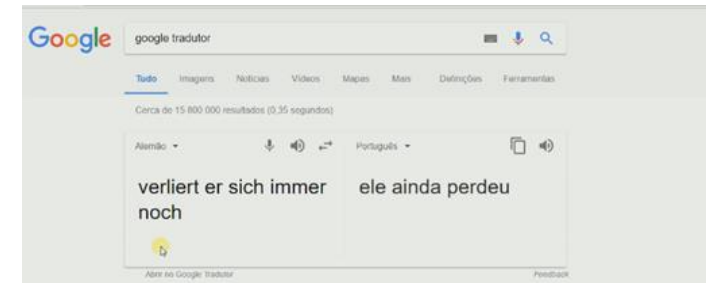 Google
google tradutor
Tudo Imagens Notícias Vídeos Mapas Mais Definições Ferramentas
Cerca de 15 800 000 resultados (0,35 segundos)
Alemão Português
verliert er sich immer ele ainda perdeu
noch
Abrir no Google Tradutor Feedback